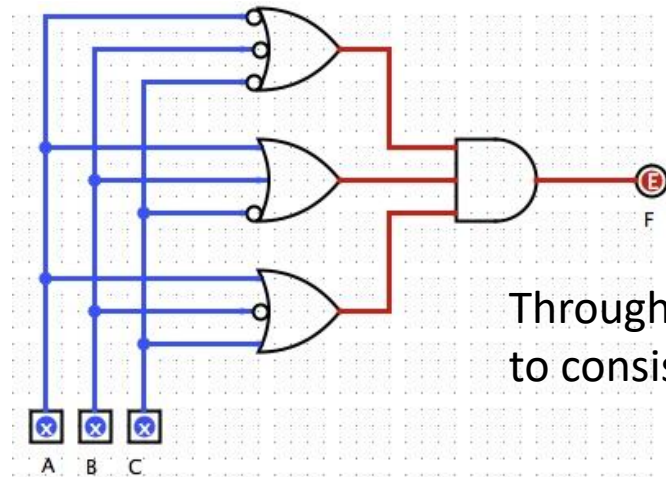 E
F
Through
to consis
x x x
A B C